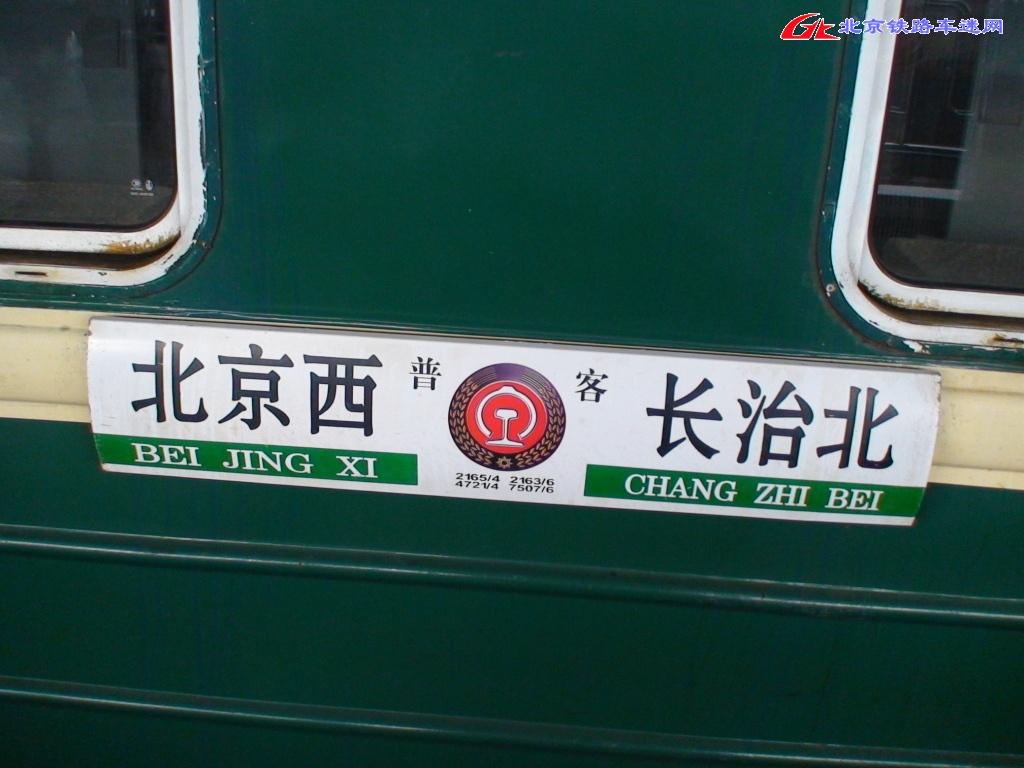 北京铁路车迷网
北京西 普 客 长治北
BEI JING XI
2165/4 2163/6
4721/4 7507/6
CHANG ZHI BEI